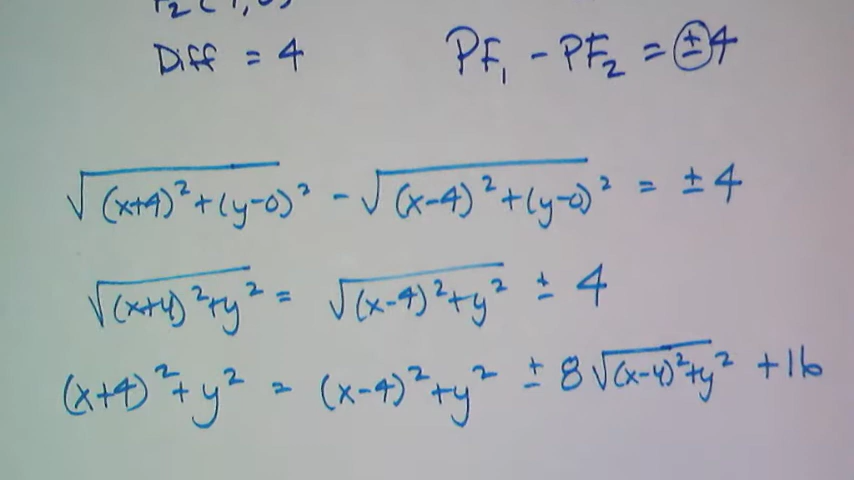 Diff = 4
PF₁ - PF₂ = ±4
√(x+4)² + (y-0)² - √(x-4)² + (y-0)² = ±4
√(x+4)² + y² = √(x-4)² + y² ± 4
(x+4)² + y² = (x-4)² + y² ± 8√(x-4)² + y² + 16